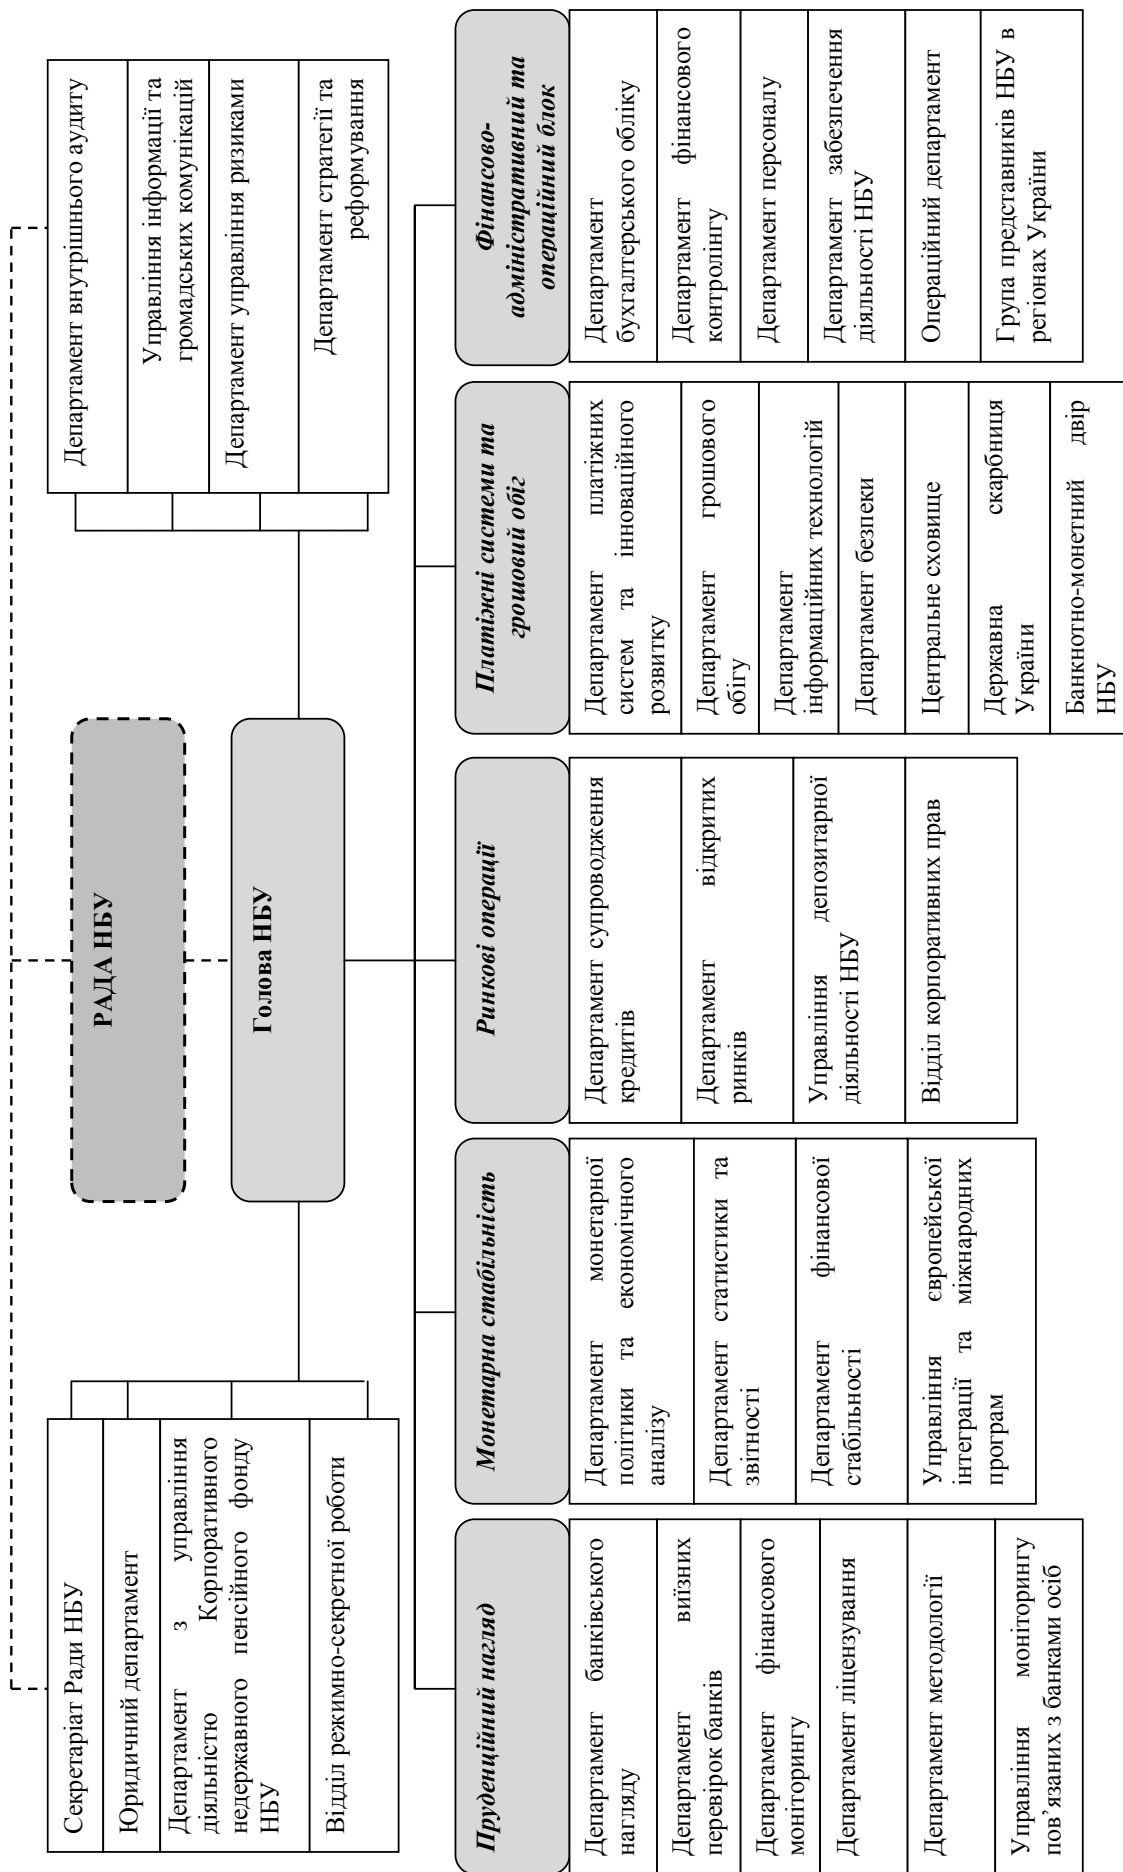 РАДА НБУ
Голова НБУ
Секретаріат Ради НБУ
Юридичний департамент
Департамент з управління
діяльністю Корпоративного
недержавного пенсійного фонду
НБУ
Відділ режимно-секретної роботи
Департамент внутрішнього аудиту
Управління інформації та
громадських комунікацій
Департамент управління ризиками
Департамент стратегії та
реформування
Пруденційний нагляд
Департамент банківського
нагляду
Департамент виїзних
перевірок банків
Департамент фінансового
моніторингу
Департамент ліцензування
Департамент методології
Управління моніторингу
пов’язаних з банками осіб
Монетарна стабільність
Департамент монетарної
політики та економічного
аналізу
Департамент статистики та
звітності
Департамент фінансової
стабільності
Управління європейської
інтеграції та міжнародних
програм
Ринкові операції
Департамент супроводження
кредитів
Департамент відкритих
ринків
Управління депозитарної
діяльності НБУ
Відділ корпоративних прав
Платіжні системи та
грошовий обіг
Департамент платіжних
систем та інноваційного
розвитку
Департамент грошового
обігу
Департамент
інформаційних технологій
Департамент безпеки
Центральне сховище
Державна скарбниця
України
Банкнотно-монетний двір
НБУ
Фінансово-
адміністративний та
операційний блок
Департамент
бухгалтерського обліку
Департамент фінансового
контролінгу
Департамент персоналу
Департамент забезпечення
діяльності НБУ
Операційний департамент
Група представників НБУ в
регіонах України